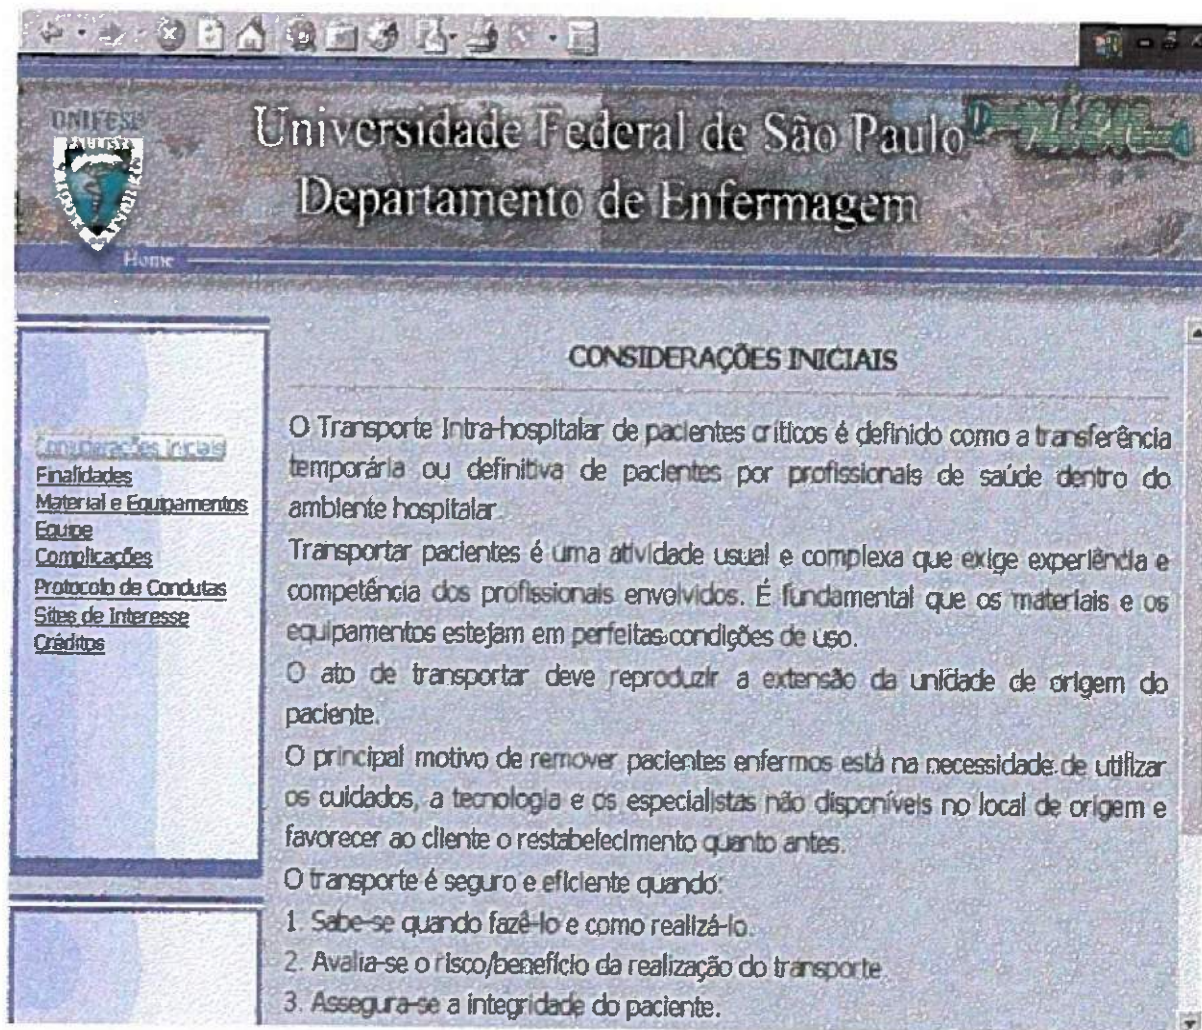 UNIFESP
PAULISTA
Universidade Federal de São Paulo
Departamento de Enfermagem
Home
Considerações Iniciais
Finalidades
Material e Equipamentos
Equipe
Complicações
Protocolo de Condutas
Sites de Interesse
Créditos
CONSIDERAÇÕES INICIAIS
O Transporte Intra-hospitalar de pacientes críticos é definido como a transferência
temporária ou definitiva de pacientes por profissionais de saúde dentro do
ambiente hospitalar.
Transportar pacientes é uma atividade usual e complexa que exige experiência e
competência dos profissionais envolvidos. É fundamental que os materiais e os
equipamentos estejam em perfeitas condições de uso.
O ato de transportar deve reproduzir a extensão da unidade de origem do
paciente.
O principal motivo de remover pacientes enfermos está na necessidade de utilizar
os cuidados, a tecnologia e os especialistas não disponíveis no local de origem e
favorecer ao cliente o restabelecimento quanto antes.
O transporte é seguro e eficiente quando:
1. Sabe-se quando fazê-lo e como realizá-lo.
2. Avalia-se o risco/benefício da realização do transporte.
3. Assegura-se a integridade do paciente.